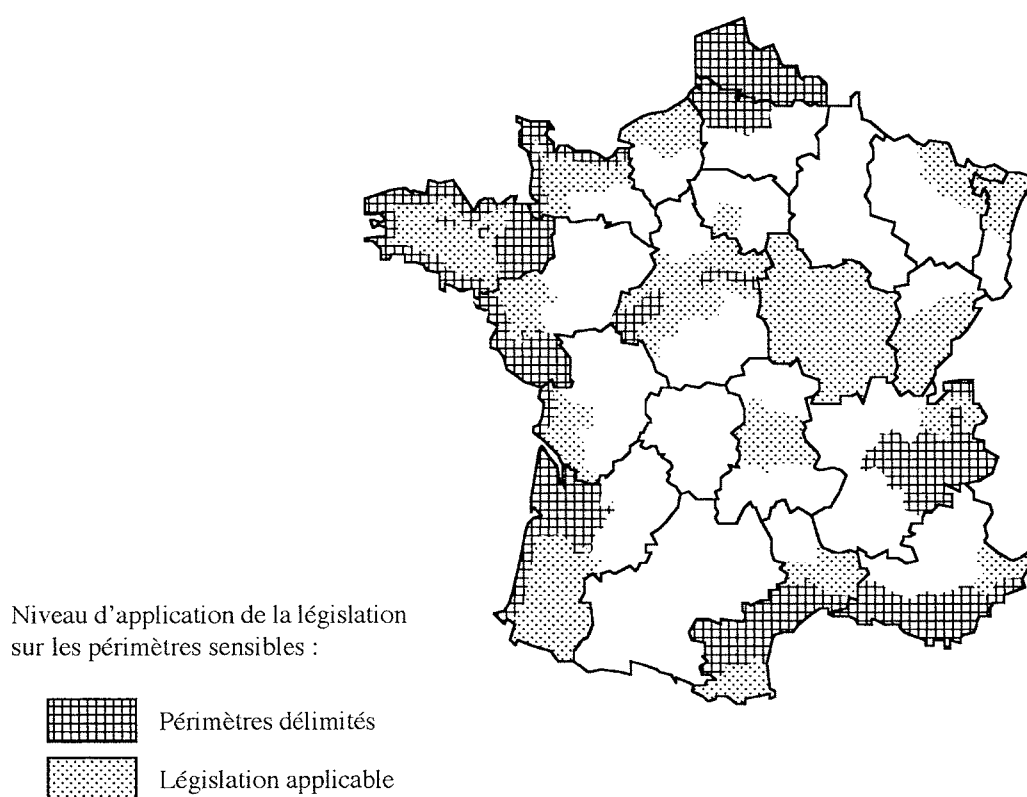 Niveau d'application de la législation
sur les périmètres sensibles :
Périmètres délimités
Législation applicable